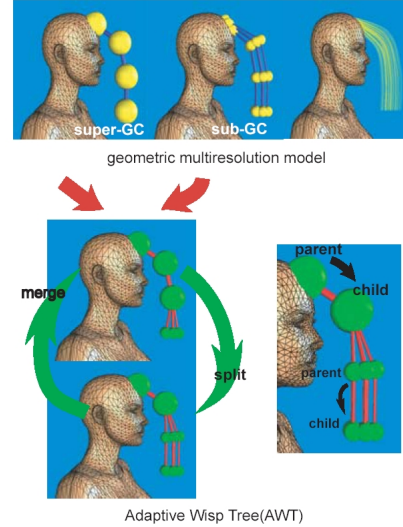 super-GC
sub-GC
geometric multiresolution model
merge
split
parent
child
parent
child
Adaptive Wisp Tree(AWT)